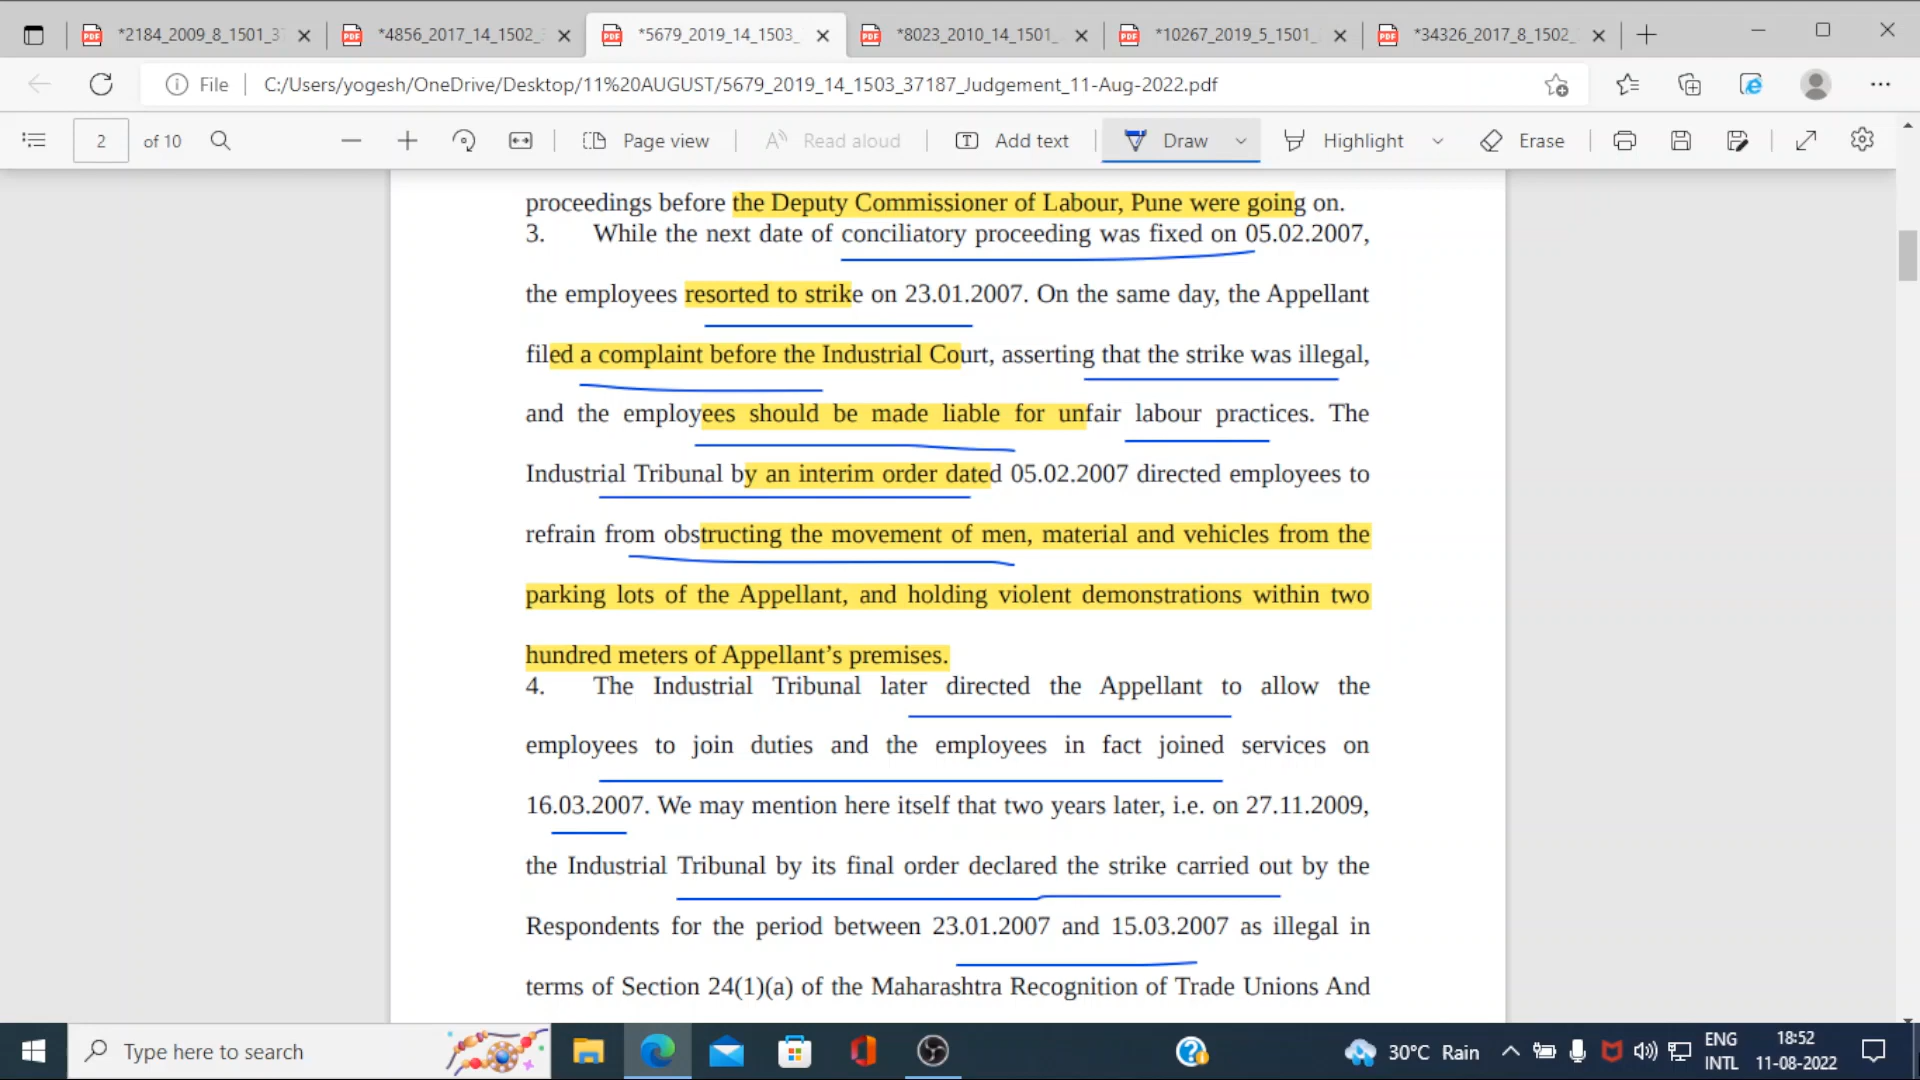 *2184_2009_8_1501_3
*4856_2017_14_1502_
*5679_2019_14_1503_
*8023_2010_14_1501_
*10267_2019_5_1501_
*34326_2017_8_1502_
File
C:/Users/yogesh/OneDrive/Desktop/11%20AUGUST/5679_2019_14_1503_37187_Judgement_11-Aug-2022.pdf
2 of 10
Page view
Read aloud
Add text
Draw
Highlight
Erase
proceedings before the Deputy Commissioner of Labour, Pune were going on.
3. While the next date of conciliatory proceeding was fixed on 05.02.2007,
the employees resorted to strike on 23.01.2007. On the same day, the Appellant
filed a complaint before the Industrial Court, asserting that the strike was illegal,
and the employees should be made liable for unfair labour practices. The
Industrial Tribunal by an interim order dated 05.02.2007 directed employees to
refrain from obstructing the movement of men, material and vehicles from the
parking lots of the Appellant, and holding violent demonstrations within two
hundred meters of Appellant’s premises.
4. The Industrial Tribunal later directed the Appellant to allow the
employees to join duties and the employees in fact joined services on
16.03.2007. We may mention here itself that two years later, i.e. on 27.11.2009,
the Industrial Tribunal by its final order declared the strike carried out by the
Respondents for the period between 23.01.2007 and 15.03.2007 as illegal in
terms of Section 24(1)(a) of the Maharashtra Recognition of Trade Unions And
Type here to search
30°C Rain
ENG
INTL
18:52
11-08-2022